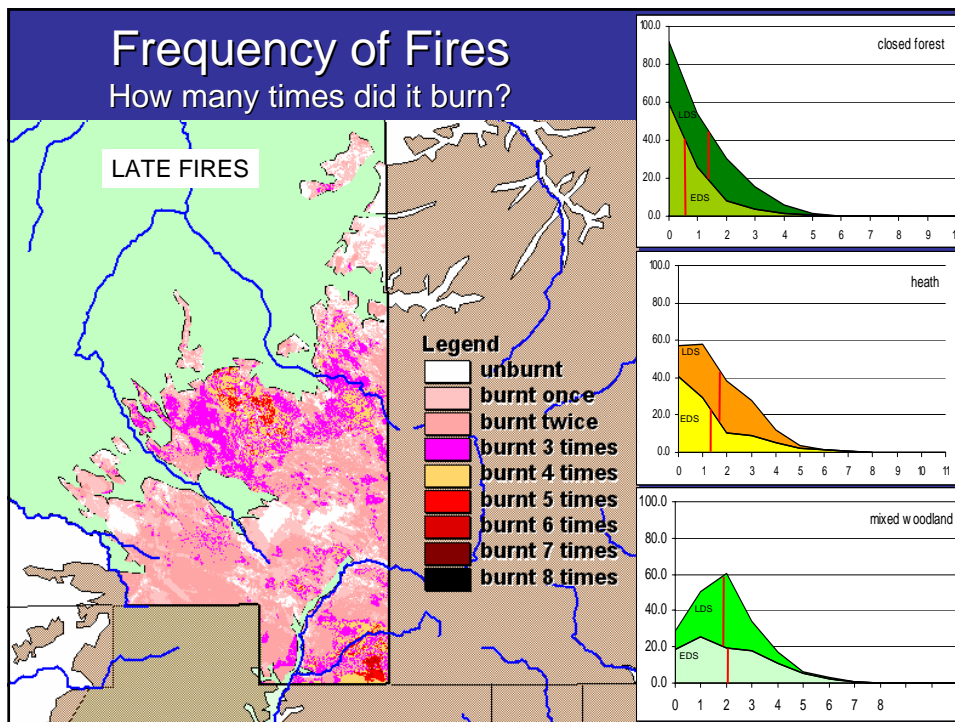 Frequency of Fires
How many times did it burn?
LATE FIRES
Legend
unburnt
burnt once
burnt twice
burnt 3 times
burnt 4 times
burnt 5 times
burnt 6 times
burnt 7 times
burnt 8 times
closed forest
100.0
80.0
60.0
40.0
20.0
0.0
LDS
EDS
0 1 2 3 4 5 6 7 8 9 10
heath
100.0
80.0
60.0
40.0
20.0
0.0
LDS
EDS
0 1 2 3 4 5 6 7 8 9 10 11
mixed woodland
100.0
80.0
60.0
40.0
20.0
0.0
LDS
EDS
0 1 2 3 4 5 6 7 8